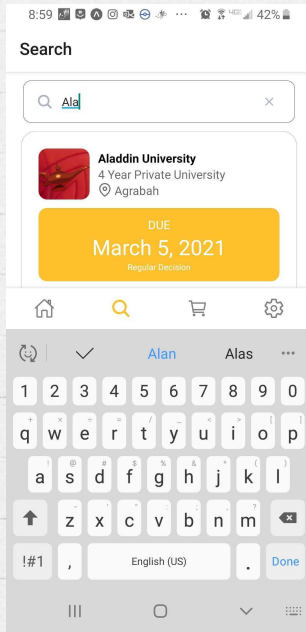 8:59 42%
Search
Ala
Aladdin University
4 Year Private University
Agrabah
DUE
March 5, 2021
Regular Decision
Alan Alas
1 2 3 4 5 6 7 8 9 0
q w e r t y u i o p
a s d f g h j k l
z x c v b n m
!#1 , English (US) . Done